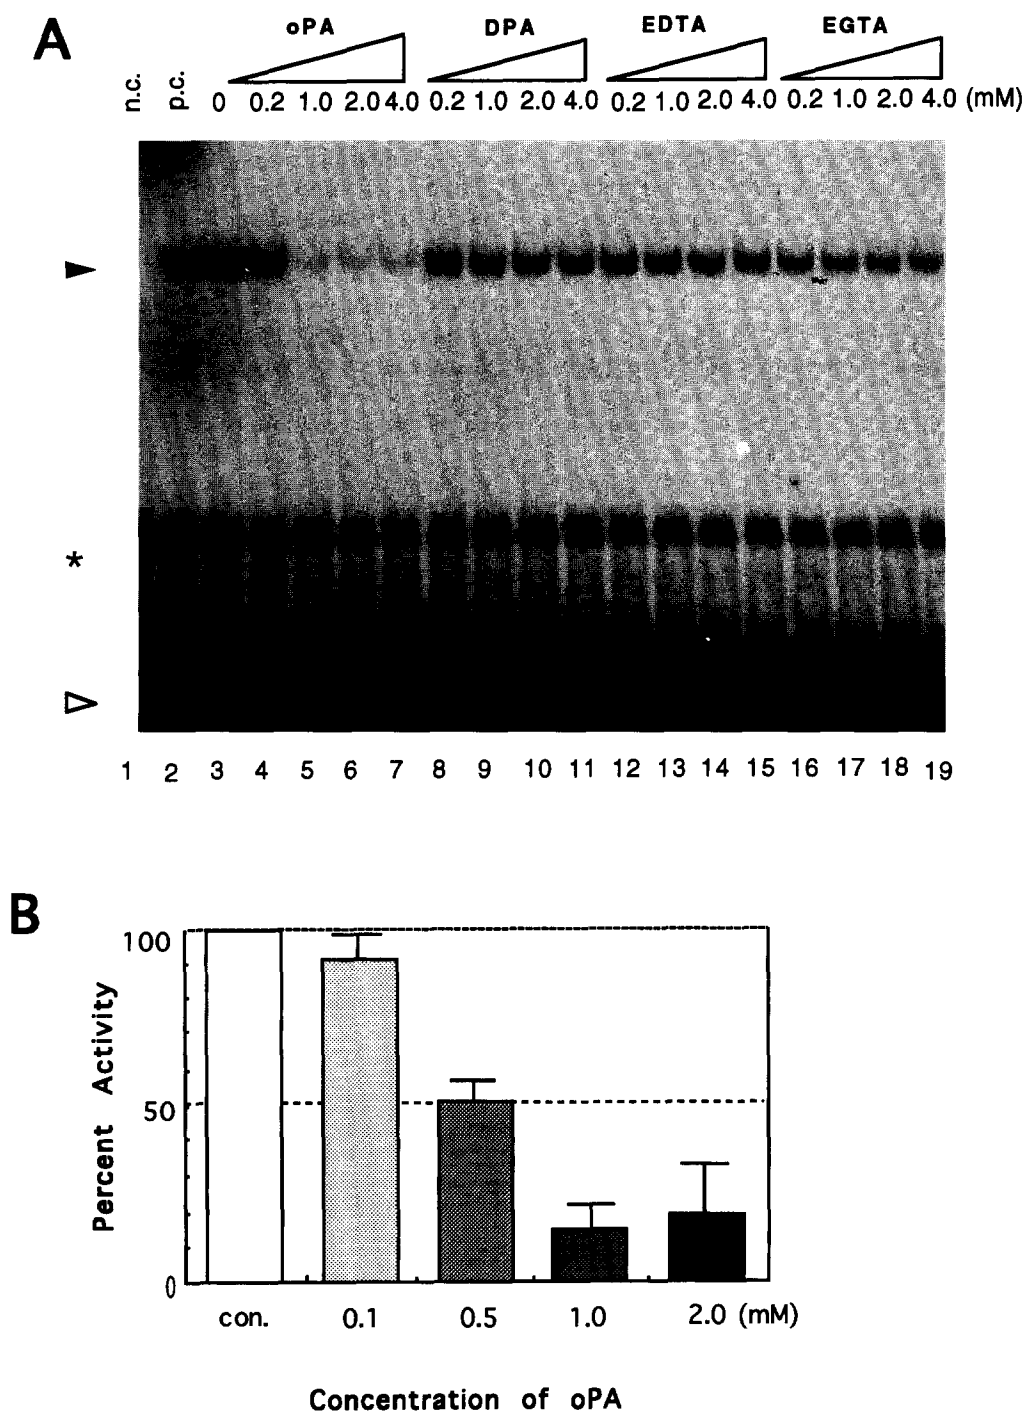 A
oPA DPA EDTA EGTA
n.c. p.c. 0 0.2 1.0 2.0 4.0 0.2 1.0 2.0 4.0 0.2 1.0 2.0 4.0 0.2 1.0 2.0 4.0 (mM)
*
1 2 3 4 5 6 7 8 9 10 11 12 13 14 15 16 17 18 19
B
100
50
0
Percent Activity
con. 0.1 0.5 1.0 2.0 (mM)
Concentration of oPA